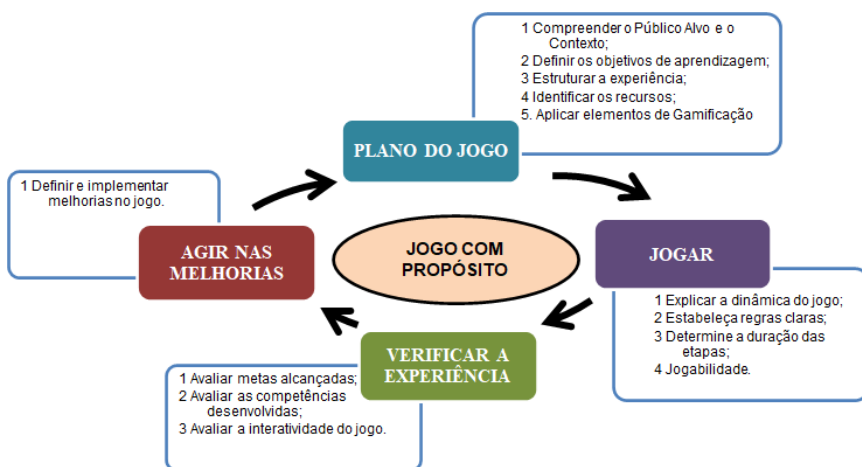 1 Compreender o Público Alvo e o
Contexto;
2 Definir os objetivos de aprendizagem;
3 Estruturar a experiência;
4 Identificar os recursos;
5. Aplicar elementos de Gamificação
PLANO DO JOGO
1 Definir e implementar
melhorias no jogo.
AGIR NAS
MELHORIAS
JOGO COM
PROPÓSITO
JOGAR
1 Explicar a dinâmica do jogo;
2 Estabeleça regras claras;
3 Determine a duração das
etapas;
4 Jogabilidade.
VERIFICAR A
EXPERIÊNCIA
1 Avaliar metas alcançadas;
2 Avaliar as competências
desenvolvidas;
3 Avaliar a interatividade do jogo.